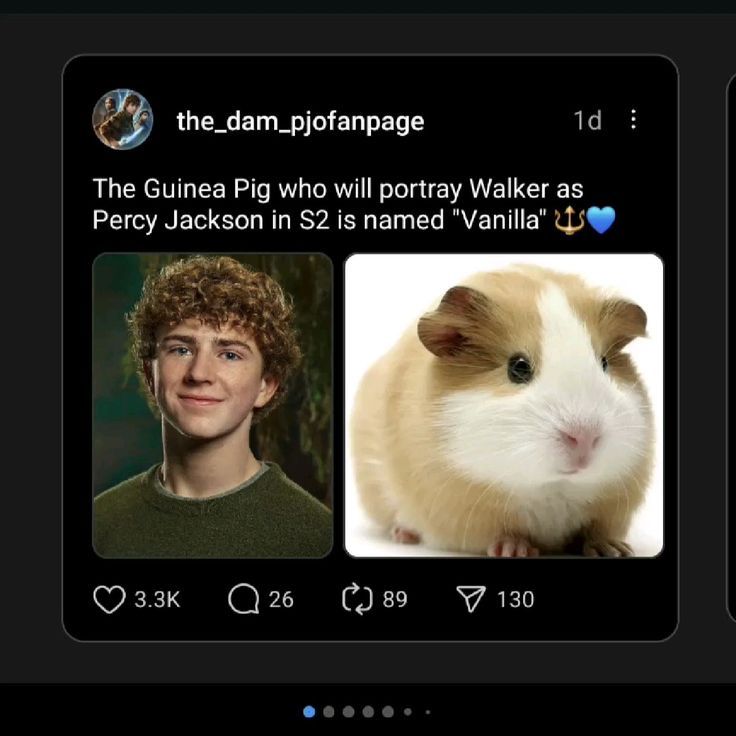 the_dam_pjofanpage 1d
The Guinea Pig who will portray Walker as
Percy Jackson in S2 is named "Vanilla" 🔱💙
3.3K 26 89 130